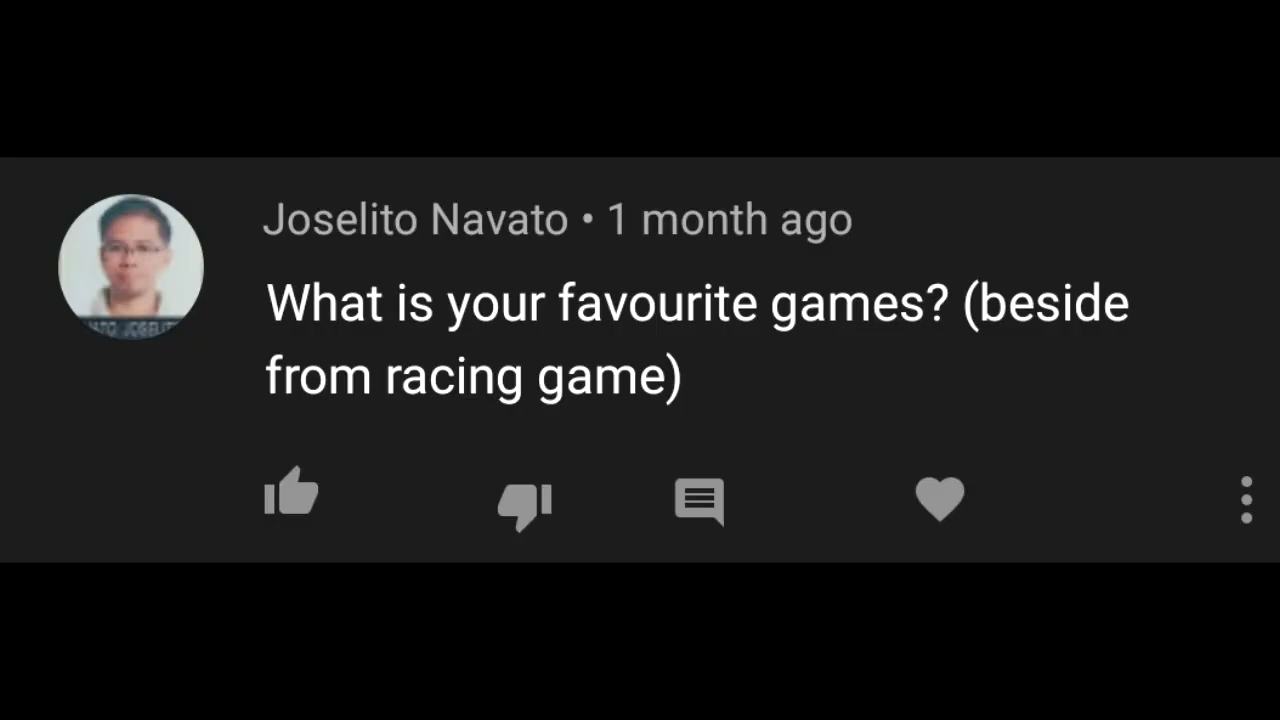 Joselito Navato • 1 month ago
What is your favourite games? (beside
from racing game)